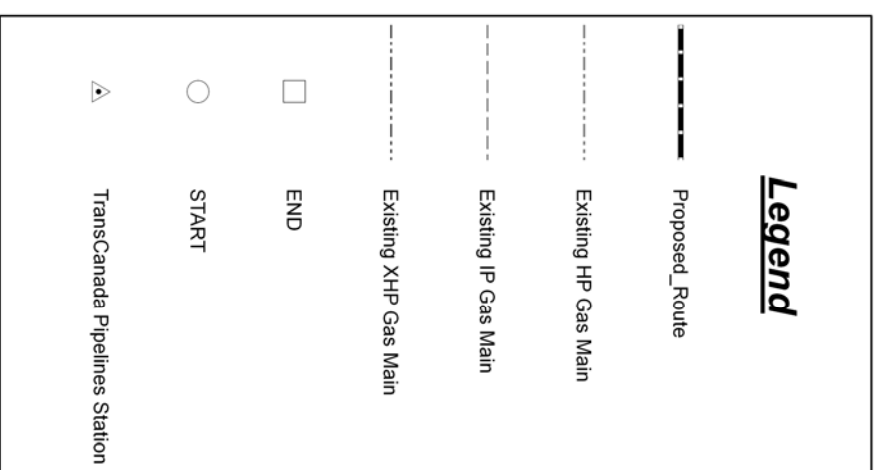 Legend
Proposed_Route
Existing HP Gas Main
Existing IP Gas Main
Existing XHP Gas Main
END
START
TransCanada Pipelines Station